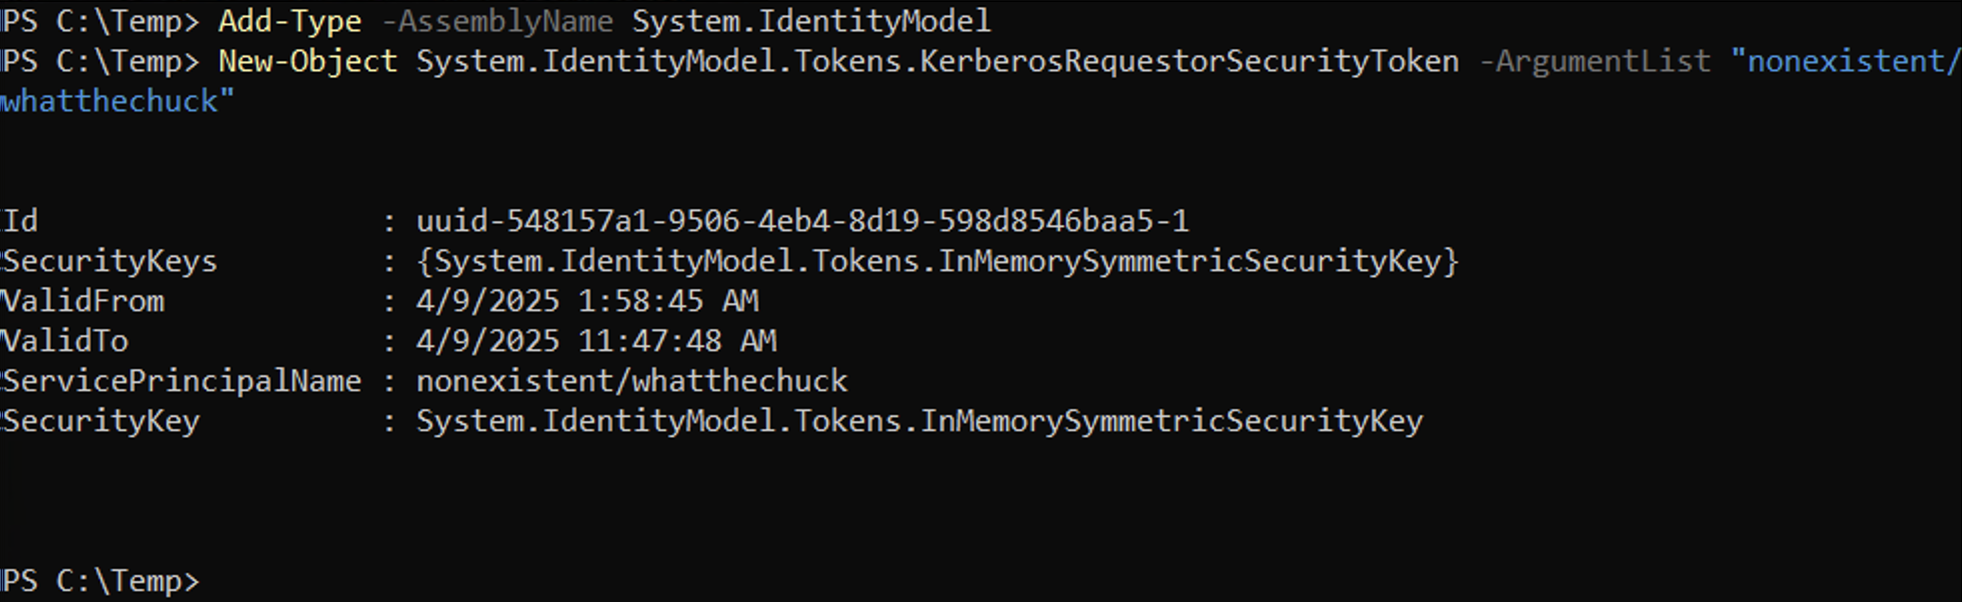 PS C:\Temp> Add-Type -AssemblyName System.IdentityModel
PS C:\Temp> New-Object System.IdentityModel.Tokens.KerberosRequestorSecurityToken -ArgumentList "nonexistent/
whatthechuck"
Id                  : uuid-548157a1-9506-4eb4-8d19-598d8546baa5-1
SecurityKeys        : {System.IdentityModel.Tokens.InMemorySymmetricSecurityKey}
ValidFrom           : 4/9/2025 1:58:45 AM
ValidTo             : 4/9/2025 11:47:48 AM
ServicePrincipalName : nonexistent/whatthechuck
SecurityKey         : System.IdentityModel.Tokens.InMemorySymmetricSecurityKey
PS C:\Temp>